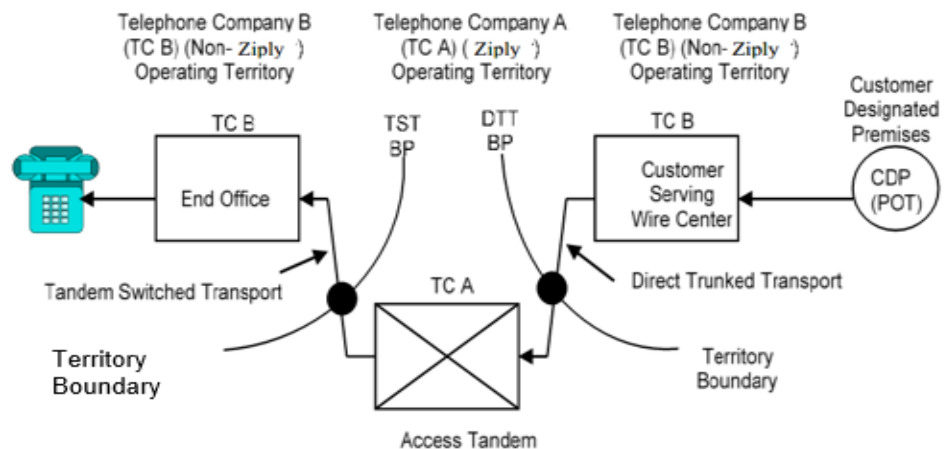 Telephone Company B
(TC B) (Non- Ziply )
Operating Territory
Telephone Company A
(TC A) ( Ziply )
Operating Territory
Telephone Company B
(TC B) (Non- Ziply )
Operating Territory
Customer
Designated
Premises
TC B
TST
BP
DTT
BP
TC B
End Office
Customer
Serving
Wire Center
CDP
(POT)
Tandem Switched Transport
TC A
Direct Trunked Transport
Territory
Boundary
Territory
Boundary
Access Tandem